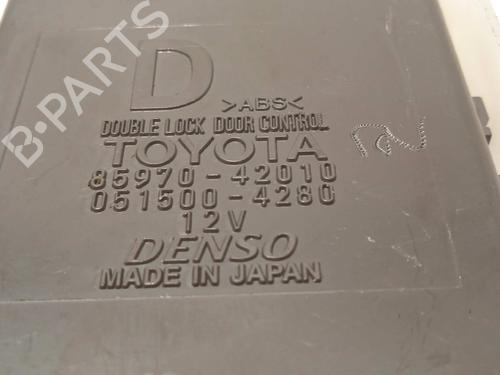 D
>ABS<
DOUBLE LOCK DOOR CONTROL
TOYOTA
85970-42010
051500-4280
12V
DENSO
MADE IN JAPAN
B-PARTS